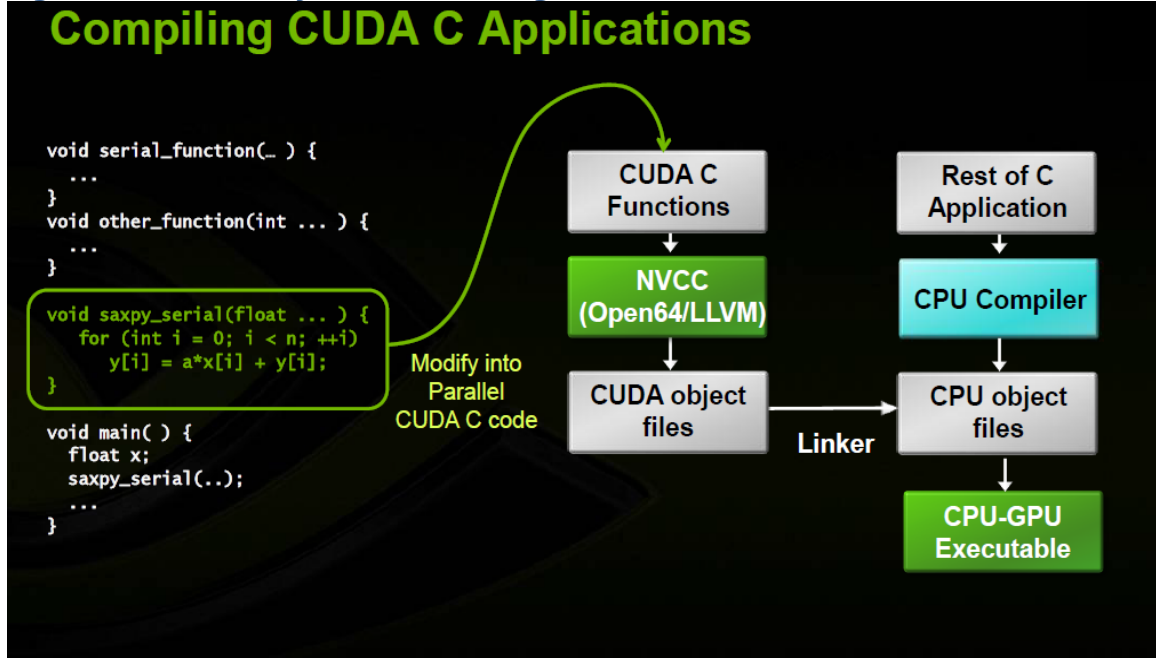 Compiling CUDA C Applications
void serial_function(… ) {
...
}
void other_function(int ... ) {
...
}
void saxpy_serial(float ... ) {
for (int i = 0; i < n; ++i)
y[i] = a*x[i] + y[i];
}
void main( ) {
float x;
saxpy_serial(..);
...
}
Modify into
Parallel
CUDA C code
CUDA C
Functions
NVCC
(Open64/LLVM)
CUDA object
files
Linker
Rest of C
Application
CPU Compiler
CPU object
files
CPU-GPU
Executable